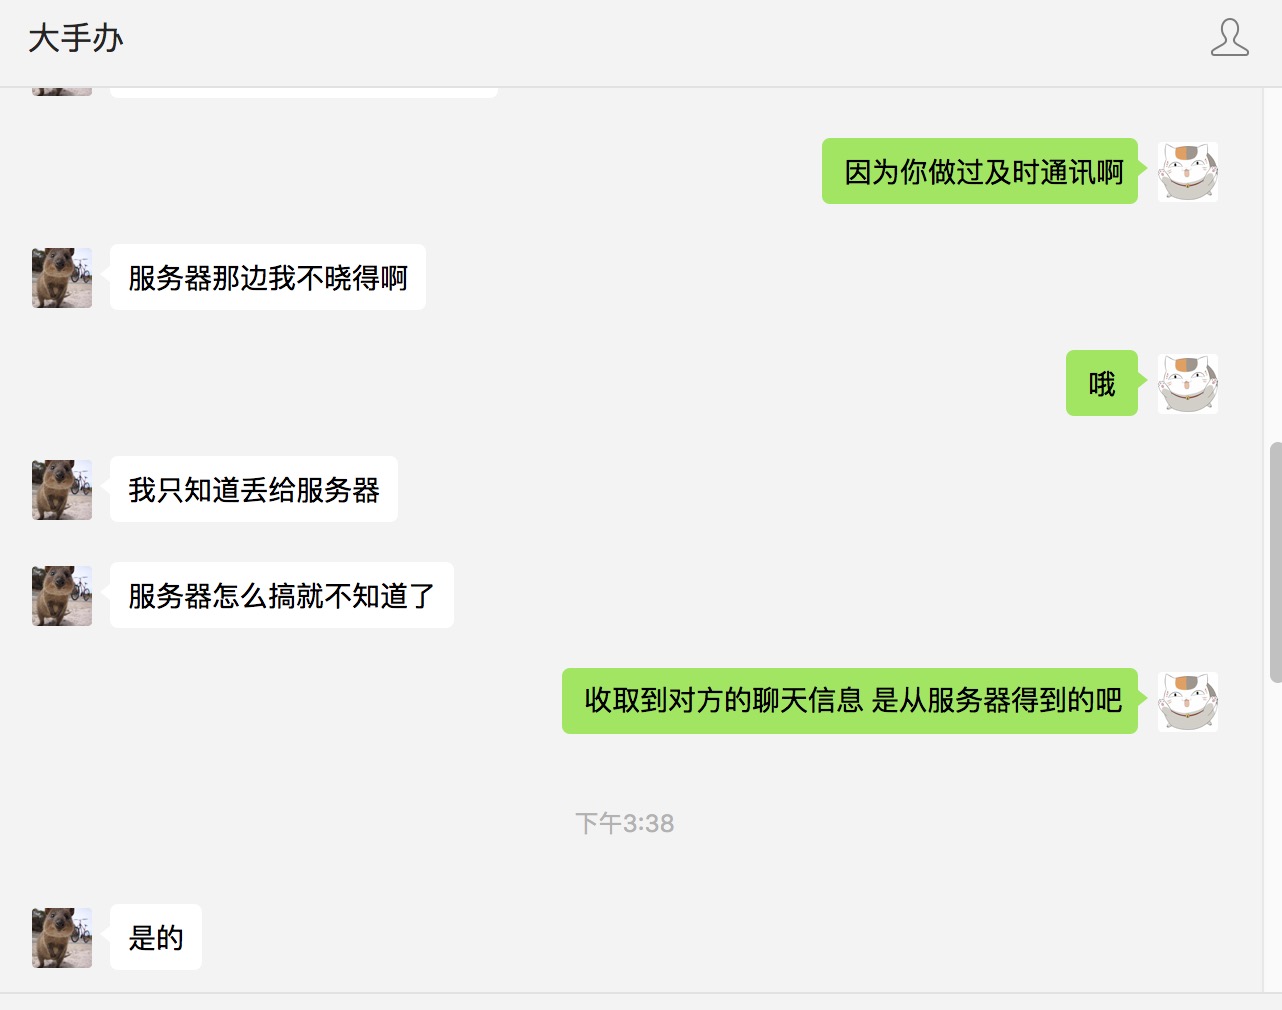 大手办
因为你做过及时通讯啊
服务器那边我不晓得啊
哦
我只知道丢给服务器
服务器怎么搞就不知道了
收取到对方的聊天信息 是从服务器得到的吧
下午3:38
是的